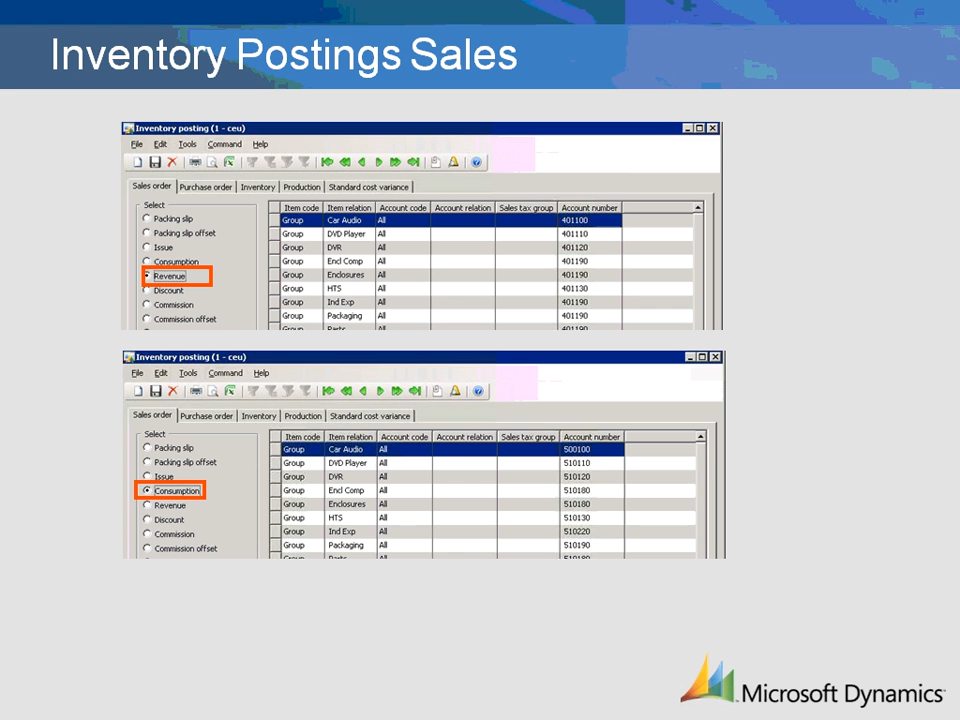 Inventory Postings Sales
Inventory posting (1 - ceu)
File Edit Tools Command Help
Sales order Purchase order Inventory Production Standard cost variance
Select
Packing slip
Packing slip offset
Issue
Consumption
Revenue
Discount
Commission
Commission offset
Item code Item relation Account code Account relation Sales tax group Account number
Group Car Audio All 401100
Group DVD Player All 401110
Group DVR All 401120
Group Encl Comp All 401190
Group Enclosures All 401190
Group HTS All 401130
Group Ind Exp All 401190
Group Packaging All 401190
Group Parts All 401190
Inventory posting (1 - ceu)
File Edit Tools Command Help
Sales order Purchase order Inventory Production Standard cost variance
Select
Packing slip
Packing slip offset
Issue
Consumption
Revenue
Discount
Commission
Commission offset
Item code Item relation Account code Account relation Sales tax group Account number
Group Car Audio All 500100
Group DVD Player All 510110
Group DVR All 510120
Group Encl Comp All 510180
Group Enclosures All 510180
Group HTS All 510130
Group Ind Exp All 510220
Group Packaging All 510190
Group Parts All 510180
Microsoft Dynamics